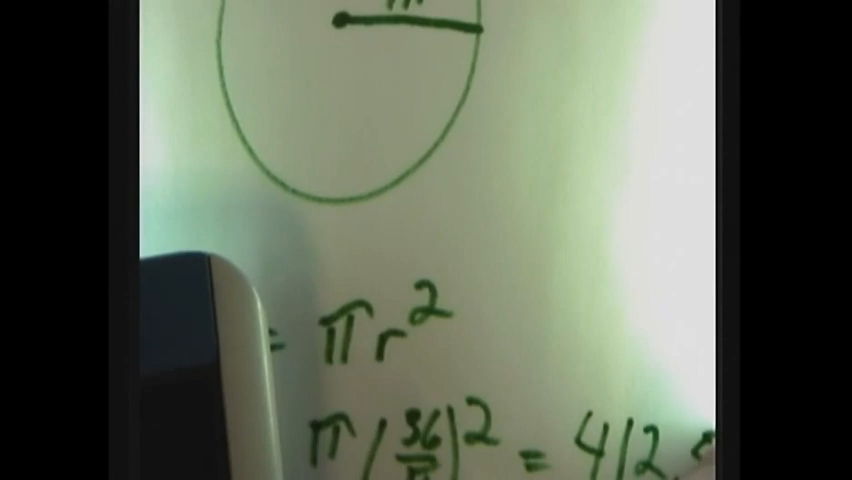 = πr²
π(36/π)² = 412.